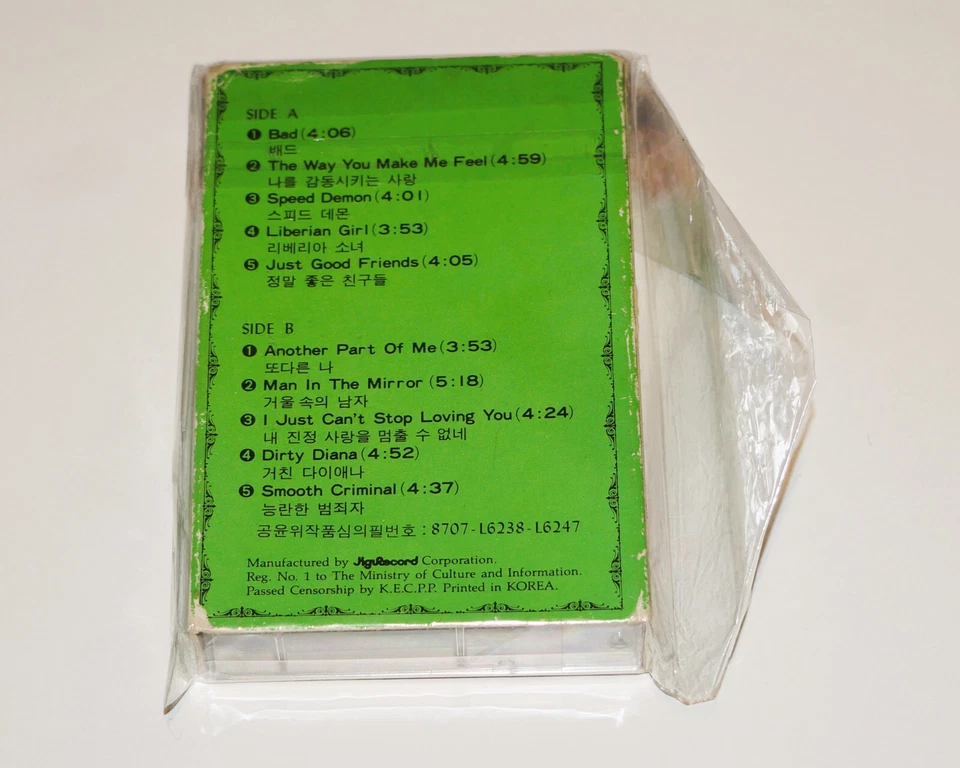 SIDE A
❶ Bad (4:06)
배드
❷ The Way You Make Me Feel (4:59)
나를 감동시키는 사랑
❸ Speed Demon (4:01)
스피드 데몬
❹ Liberian Girl (3:53)
리베리아 소녀
❺ Just Good Friends (4:05)
정말 좋은 친구들
SIDE B
❶ Another Part Of Me (3:53)
또다른 나
❷ Man In The Mirror (5:18)
거울 속의 남자
❸ I Just Can't Stop Loving You (4:24)
내 진정 사랑을 멈출 수 없네
❹ Dirty Diana (4:52)
거친 다이애나
❺ Smooth Criminal (4:37)
능란한 범죄자
공윤위작품심의필번호 : 8707-L6238-L6247
Manufactured by JiguRecord Corporation.
Reg. No. 1 to The Ministry of Culture and Information.
Passed Censorship by K.E.C.P.P. Printed in KOREA.